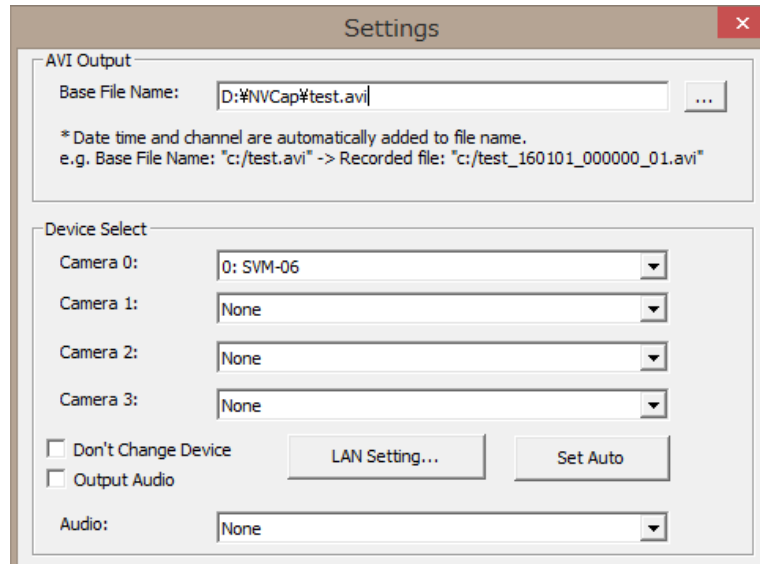 Settings
AVI Output
Base File Name: D:¥NVCap¥test.avi ...
* Date time and channel are automatically added to file name.
e.g. Base File Name: "c:/test.avi" -> Recorded file: "c:/test_160101_000000_01.avi"
Device Select
Camera 0: 0: SVM-06
Camera 1: None
Camera 2: None
Camera 3: None
Don't Change Device LAN Setting... Set Auto
Output Audio
Audio: None